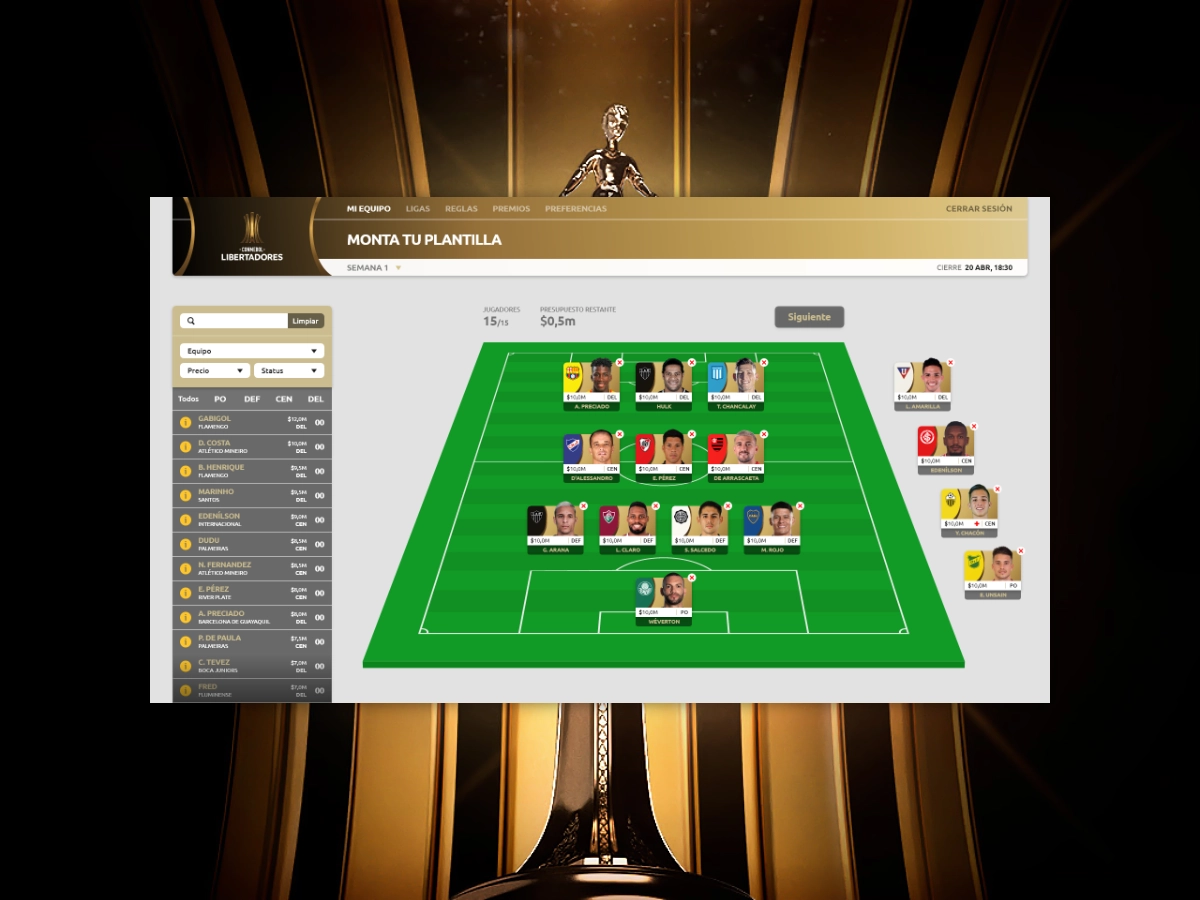 MI EQUIPO LIGAS REGLAS PREMIOS PREFERENCIAS CERRAR SESIÓN
CONMEBOL
LIBERTADORES
MONTA TU PLANTILLA
SEMANA 1 CIERRE 20 ABR, 18:30
JUGADORES PRESUPUESTO RESTANTE
15/15 $0,5m
Siguiente
Limpiar
Equipo
Precio Status
Todos PO DEF CEN DEL
GABIGOL $12,0M 00
FLAMENGO DEL
D. COSTA $10,0M 00
ATLÉTICO MINEIRO DEL
B. HENRIQUE $9,5M 00
FLAMENGO DEL
MARINHO $9,5M 00
SANTOS DEL
EDENÍLSON $9,0M 00
INTERNACIONAL CEN
DUDU $8,5M 00
PALMEIRAS CEN
N. FERNANDEZ $8,5M 00
ATLÉTICO MINEIRO CEN
E. PÉREZ $8,0M 00
RIVER PLATE CEN
A. PRECIADO $8,0M 00
BARCELONA DE GUAYAQUIL DEL
P. DE PAULA $7,5M 00
PALMEIRAS CEN
C. TEVEZ $7,0M 00
BOCA JUNIORS DEL
FRED $7,0M 00
FLUMINENSE DEL
$10,0M DEL
A. PRECIADO
$10,0M DEL
HULK
$10,0M DEL
T. CHANCALAY
$10,0M CEN
D'ALESSANDRO
$10,0M CEN
E. PÉREZ
$10,0M CEN
DE ARRASCAETA
$10,0M DEF
G. ARANA
$10,0M DEF
L. CLARO
$10,0M DEF
S. SALCEDO
$10,0M DEF
M. ROJO
$10,0M PO
WÉVERTON
$10,0M DEL
L. AMARILLA
$10,0M CEN
EDENÍLSON
$10,0M CEN
Y. CHACÓN
$10,0M PO
E. UNSAIN